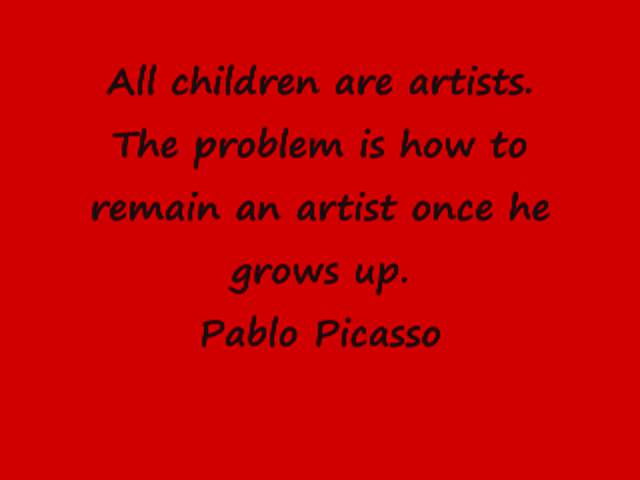 All children are artists.
The problem is how to
remain an artist once he
grows up.
Pablo Picasso